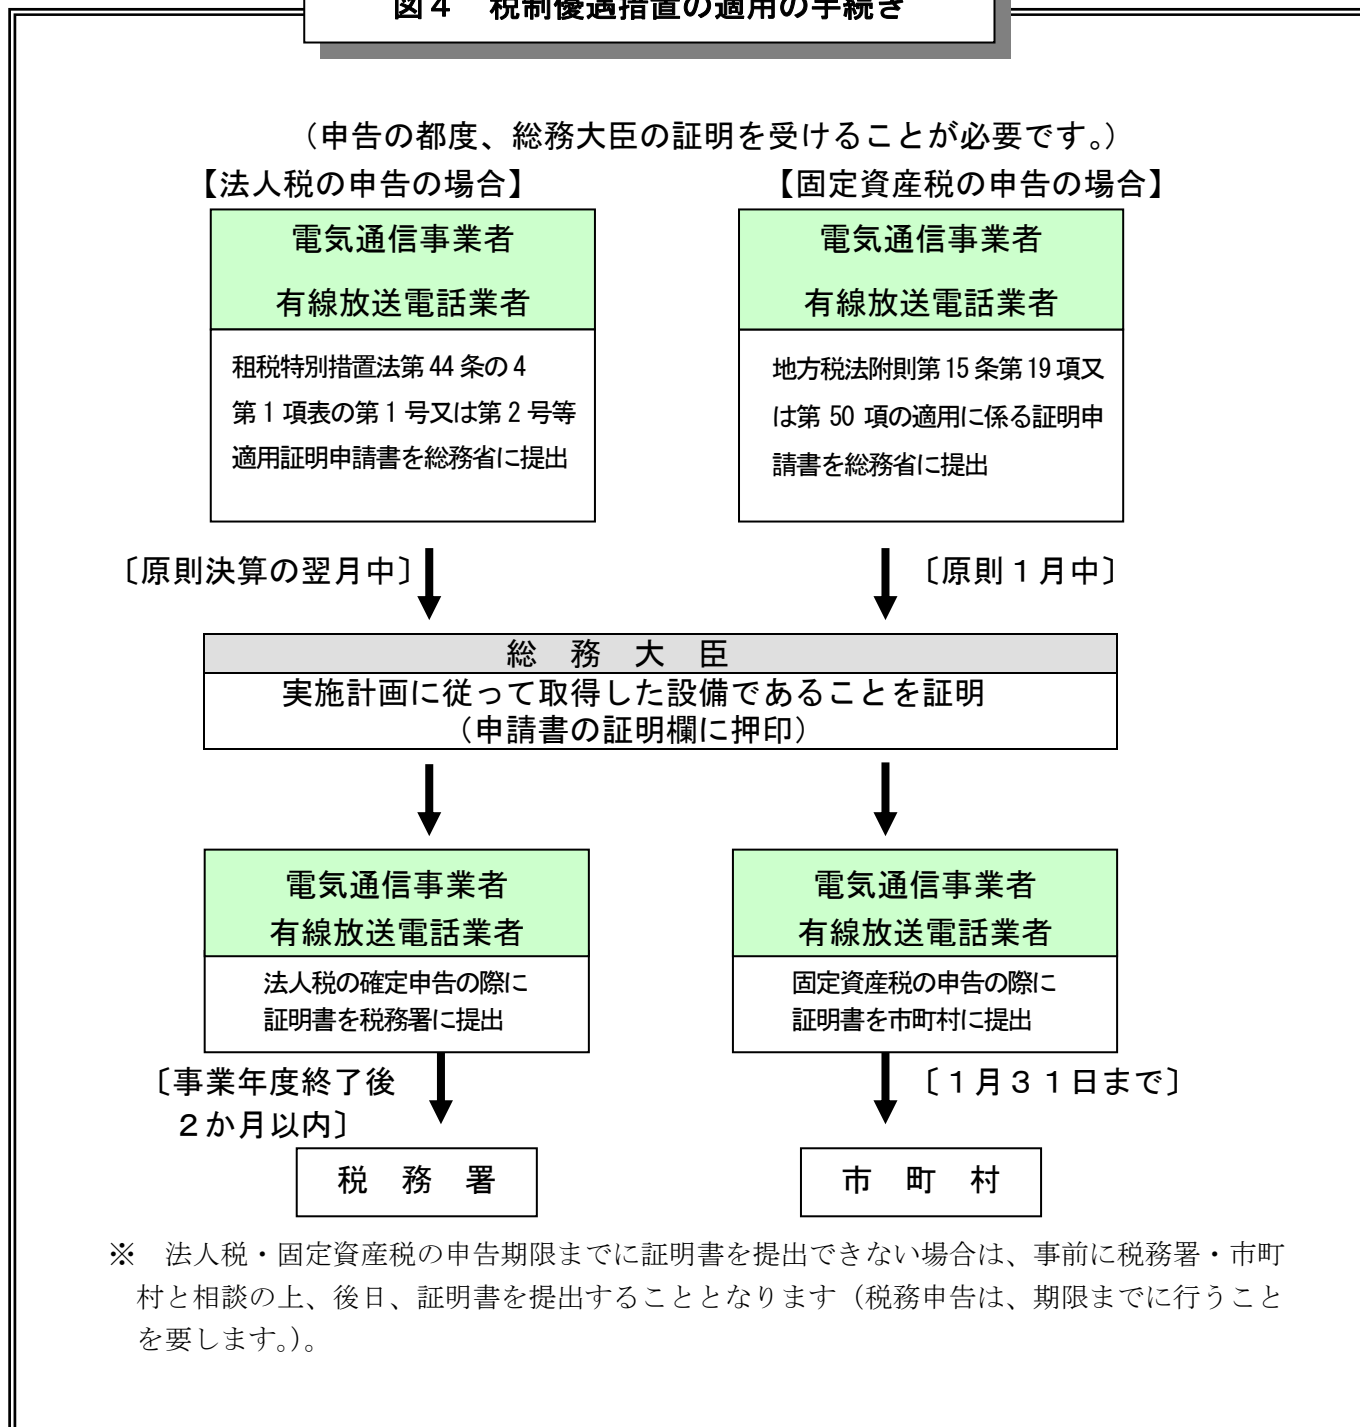 図４　税制優遇措置の適用の手続き
（申告の都度、総務大臣の証明を受けることが必要です。）
【法人税の申告の場合】
電気通信事業者
有線放送電話業者
租税特別措置法第 44 条の 4
第 1 項表の第 1 号又は第 2 号等
適用証明申請書を総務省に提出
〔原則決算の翌月中〕
【固定資産税の申告の場合】
電気通信事業者
有線放送電話業者
地方税法附則第 15 条第 19 項又
は第 50 項の適用に係る証明申
請書を総務省に提出
〔原則１月中〕
総　務　大　臣
実施計画に従って取得した設備であることを証明
（申請書の証明欄に押印）
電気通信事業者
有線放送電話業者
法人税の確定申告の際に
証明書を税務署に提出
〔事業年度終了後
２か月以内〕
税　務　署
電気通信事業者
有線放送電話業者
固定資産税の申告の際に
証明書を市町村に提出
〔１月３１日まで〕
市　町　村
※　法人税・固定資産税の申告期限までに証明書を提出できない場合は、事前に税務署・市町
村と相談の上、後日、証明書を提出することとなります（税務申告は、期限までに行うこと
を要します。）。